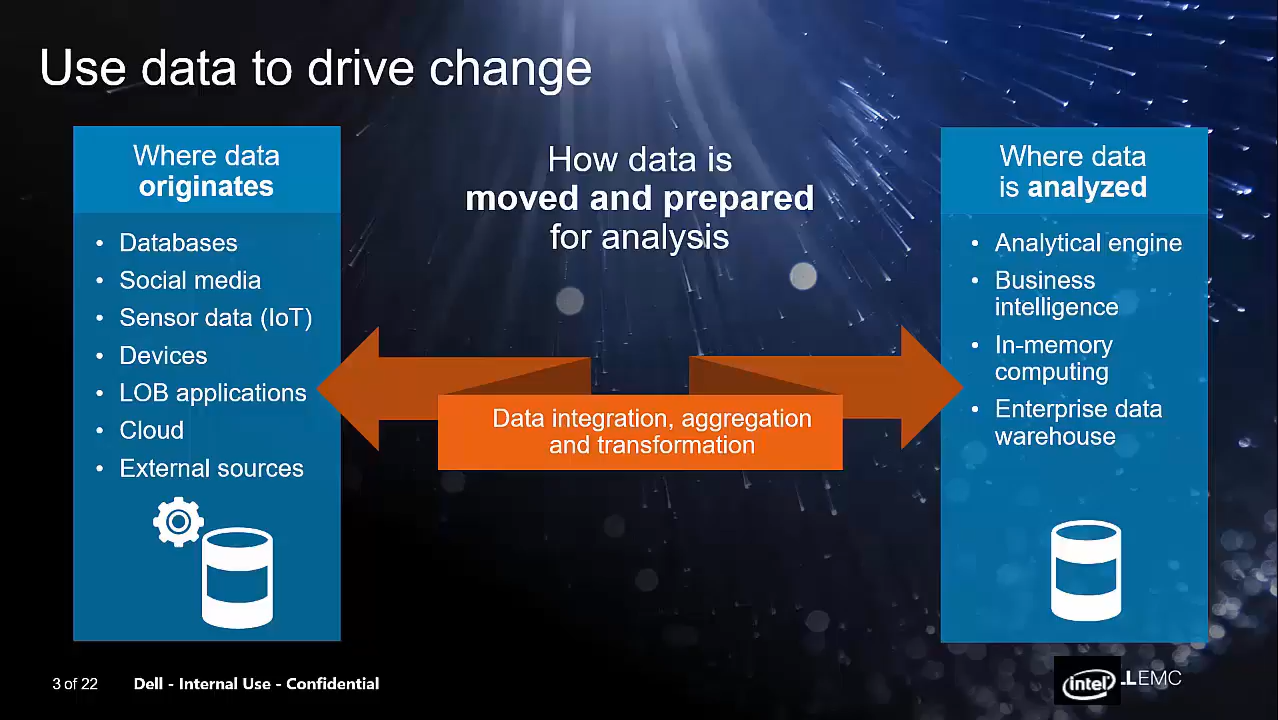 Use data to drive change
Where data
originates
• Databases
• Social media
• Sensor data (IoT)
• Devices
• LOB applications
• Cloud
• External sources
How data is
moved and prepared
for analysis
Data integration, aggregation
and transformation
Where data
is analyzed
• Analytical engine
• Business
intelligence
• In-memory
computing
• Enterprise data
warehouse
3 of 22
Dell - Internal Use - Confidential
intel
LEMC